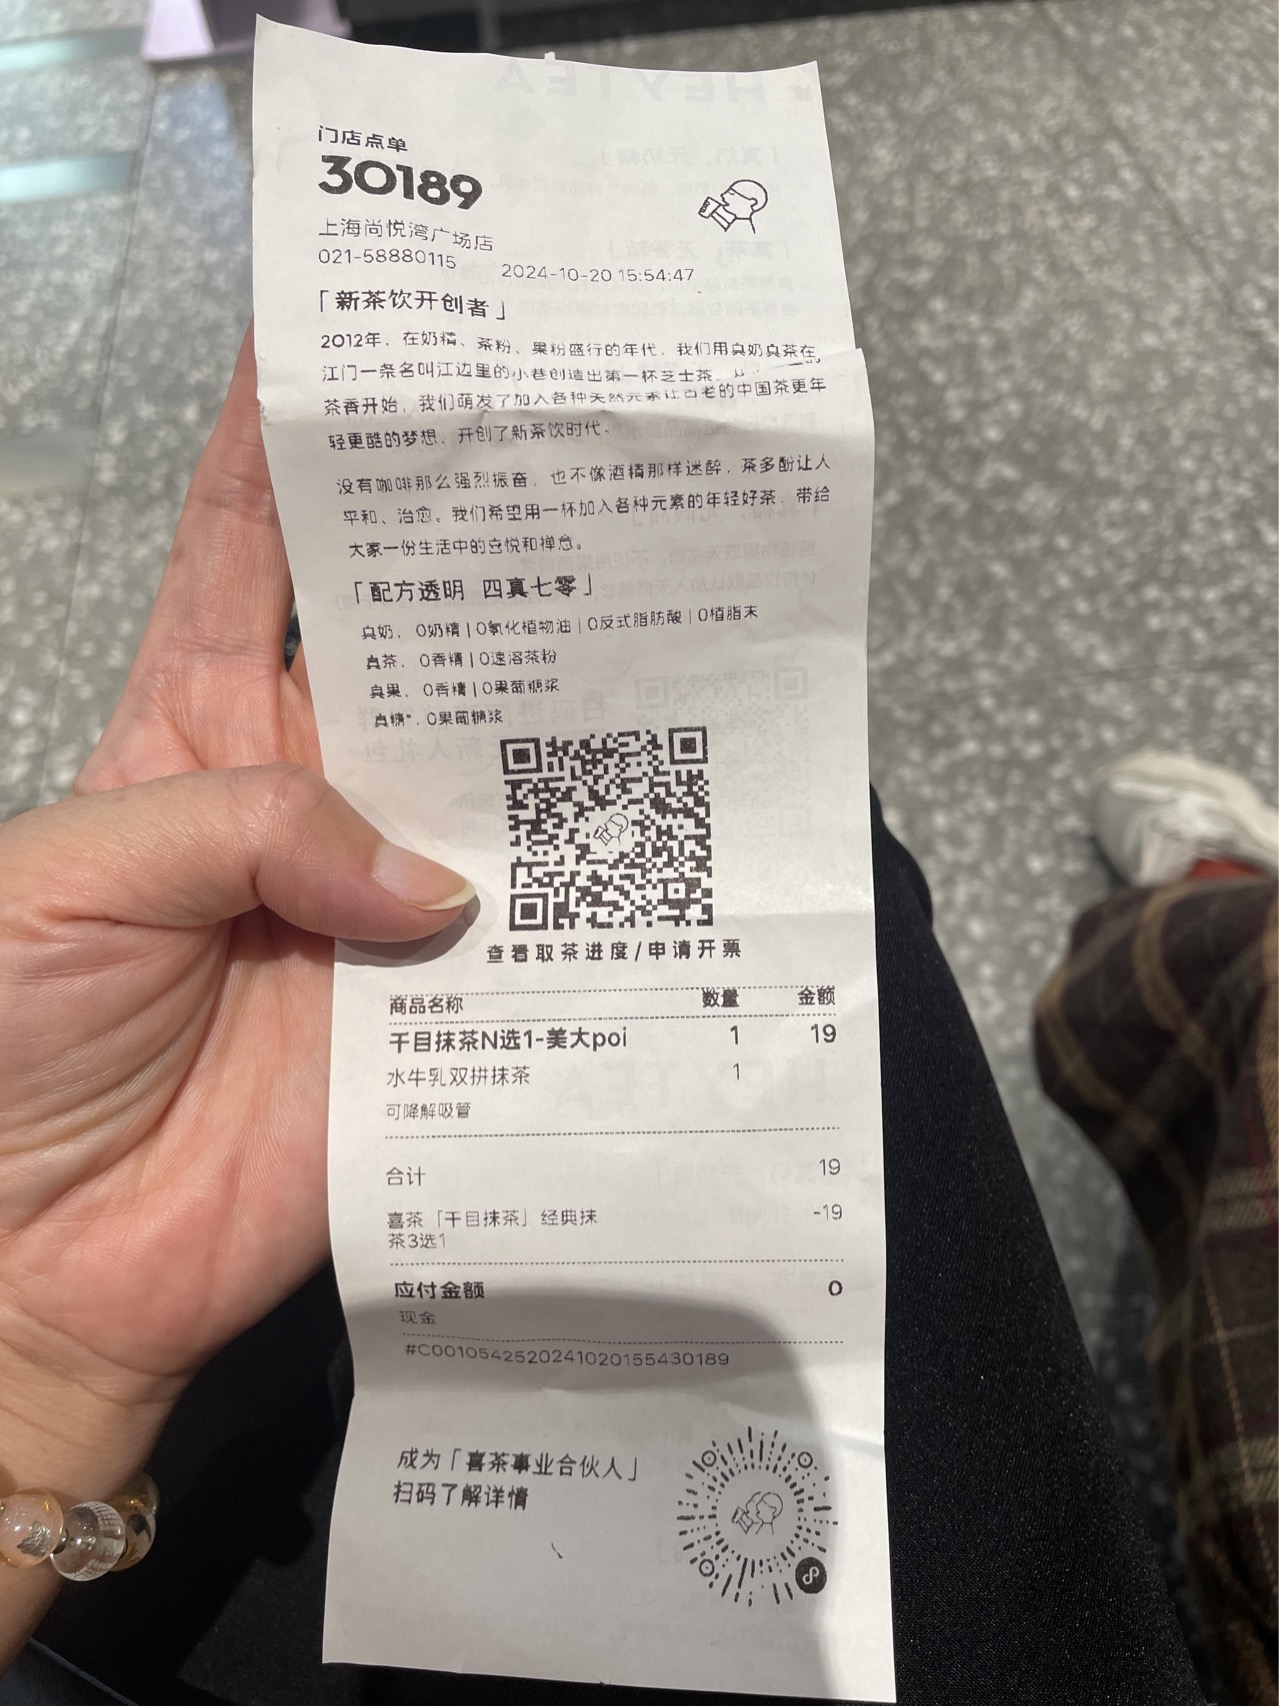 门店点单
30189
上海尚悦湾广场店
021-58880115 2024-10-20 15:54:47
「新茶饮开创者」
2012年，在奶精、茶粉、果粉盛行的年代，我们用真奶真茶在
江门一条名叫江边里的小巷创造出第一杯芝士茶。
茶香开始，我们萌发了加入各种天然元素让古老的中国茶更年
轻更酷的梦想，开创了新茶饮时代。
没有咖啡那么强烈振奋，也不像酒精那样迷醉，茶多酚让人
平和、治愈。我们希望用一杯加入各种元素的年轻好茶，带给
大家一份生活中的喜悦和禅意。
「配方透明 四真七零」
真奶，0奶精|0氢化植物油|0反式脂肪酸|0植脂末
真茶，0香精|0速溶茶粉
真果，0香精|0果葡糖浆
真糖*，0果葡糖浆
查看取茶进度/申请开票
商品名称 数量 金额
千目抹茶N选1-美大poi 1 19
水牛乳双拼抹茶 1
可降解吸管
合计 19
喜茶「千目抹茶」经典抹 -19
茶3选1
应付金额 0
现金
#C0010542520241020155430189
成为「喜茶事业合伙人」
扫码了解详情